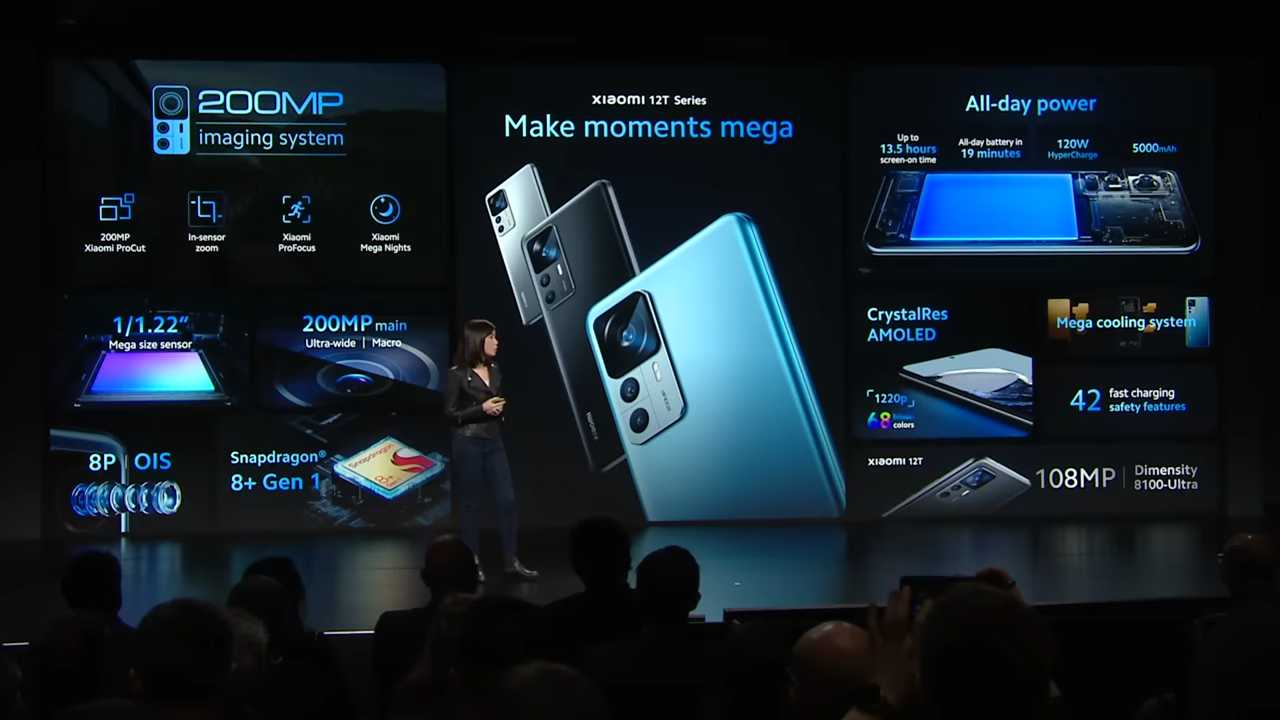 200MP
imaging system
200MP
Xiaomi ProCut
In-sensor
zoom
Xiaomi
ProFocus
Xiaomi
Mega Nights
1/1.22"
Mega size sensor
200MP main
Ultra-wide | Macro
8P | OIS
Snapdragon®
8+ Gen 1
Snapdragon
xiaomi 12T Series
Make moments mega
XIAOMI
All-day power
Up to
13.5 hours
screen-on time
All-day battery in
19 minutes
120W
HyperCharge
5000mAh
CrystalRes
AMOLED
1220p
68 billion+
colors
Mega cooling system
42 fast charging
safety features
xiaomi 12T
108MP | Dimensity
8100-Ultra